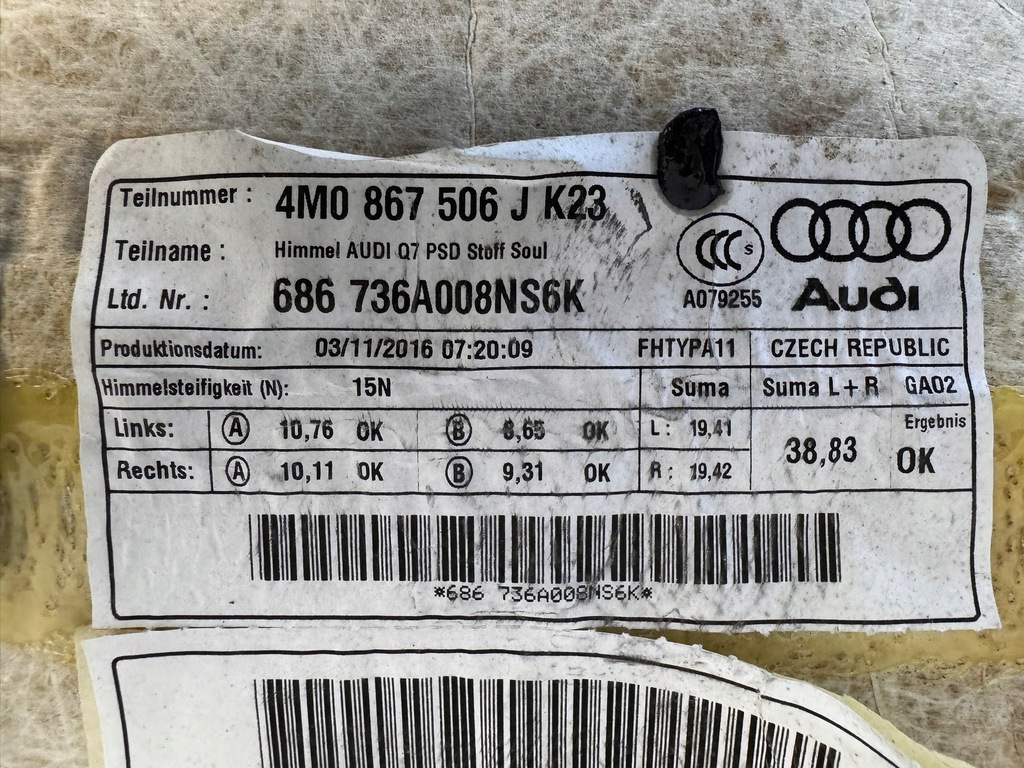 Teilnummer : 4M0 867 506 J K23
Teilname : Himmel AUDI Q7 PSD Stoff Soul
Ltd. Nr. : 686 736A008NS6K
CCC S
A079255
Audi
Produktionsdatum: 03/11/2016 07:20:09 FHTYPA11 CZECH REPUBLIC
Himmelsteifigkeit (N): 15N Suma Suma L+R GA02
Links: A 10,76 OK B 8,65 OK L: 19,41
Rechts: A 10,11 OK B 9,31 OK R: 19,42
38,83
Ergebnis
OK
*686 736A008NS6K*